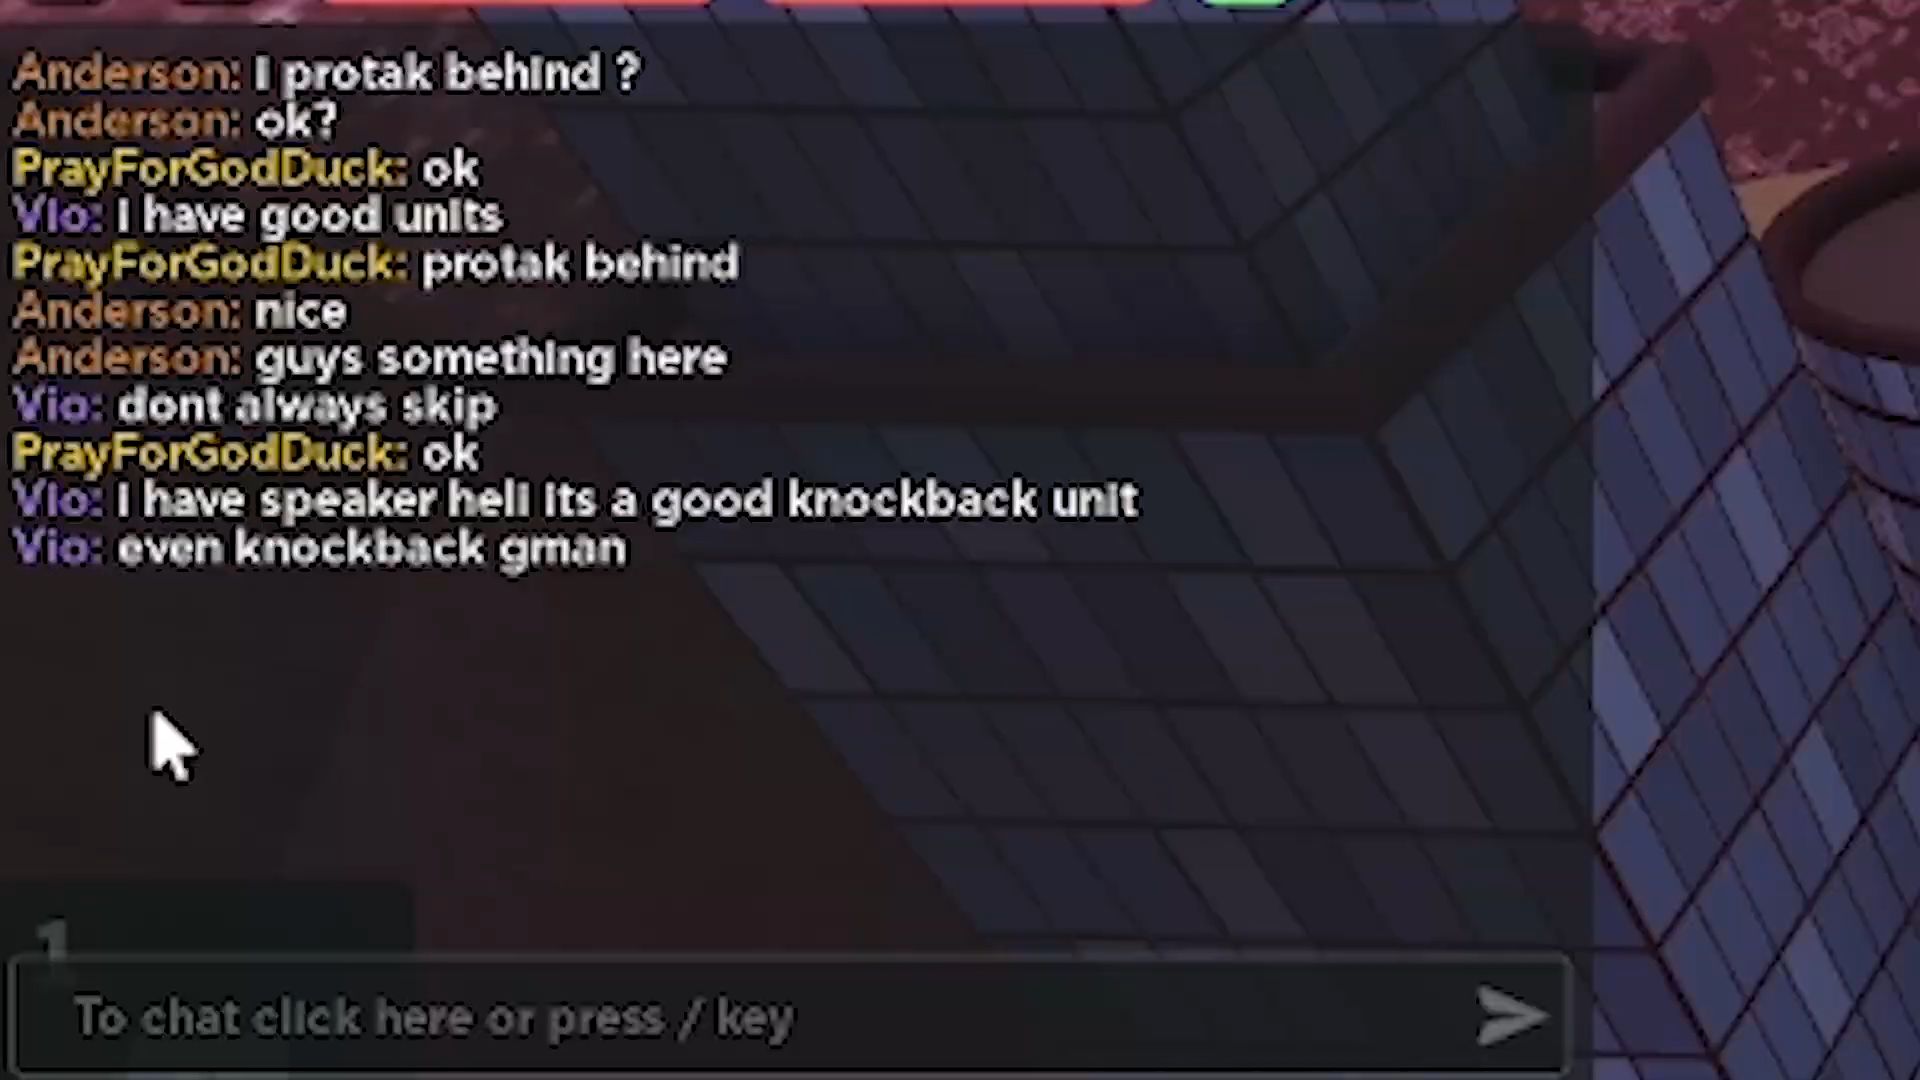 Anderson: I protak behind ?
Anderson: ok?
PrayForGodDuck: ok
Vio: i have good units
PrayForGodDuck: protak behind
Anderson: nice
Anderson: guys something here
Vio: dont always skip
PrayForGodDuck: ok
Vio: i have speaker heli its a good knockback unit
Vio: even knockback gman
1
To chat click here or press / key